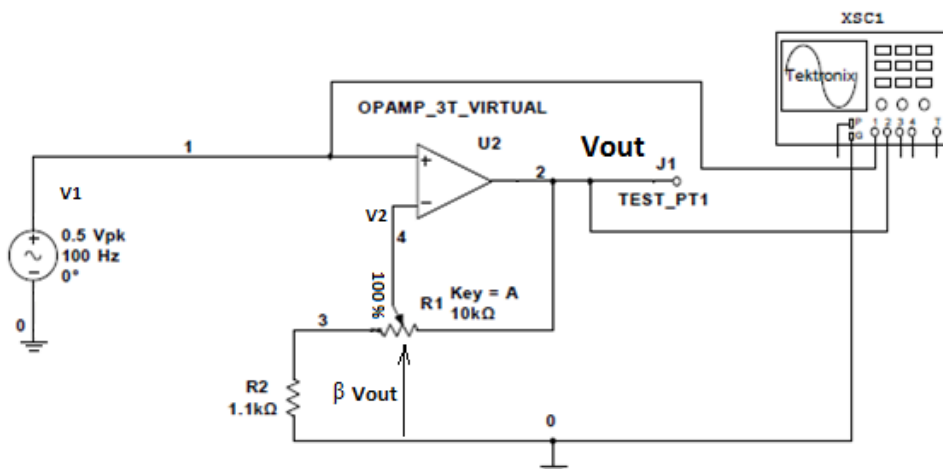 XSC1
Tektronix
P
G
1 2 3 4 T
OPAMP_3T_VIRTUAL
U2
1
+
−
2
Vout
J1
TEST_PT1
V1
+
−
0.5 Vpk
100 Hz
0°
V2
4
100 %
R1
Key = A
10kΩ
3
0
R2
1.1kΩ
β Vout
0